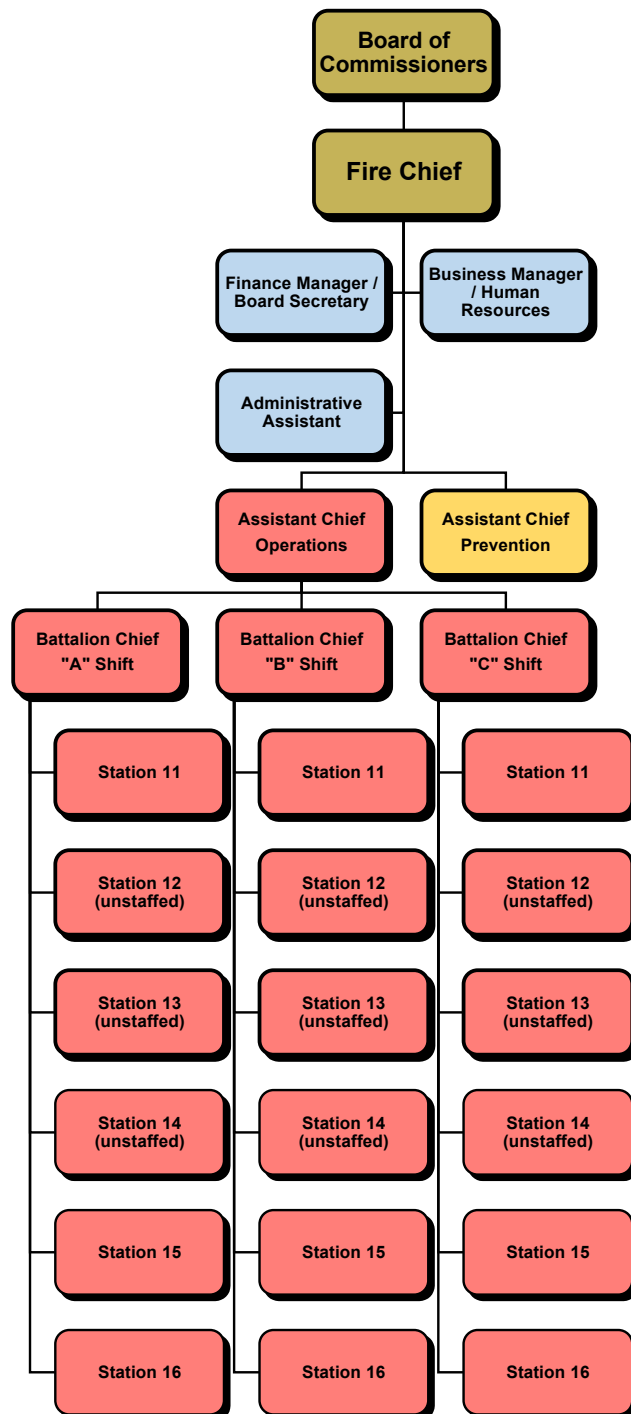 Board of
Commissioners
Fire Chief
Finance Manager /
Board Secretary
Business Manager
/ Human
Resources
Administrative
Assistant
Assistant Chief
Operations
Assistant Chief
Prevention
Battalion Chief
"A" Shift
Battalion Chief
"B" Shift
Battalion Chief
"C" Shift
Station 11
Station 11
Station 11
Station 12
(unstaffed)
Station 12
(unstaffed)
Station 12
(unstaffed)
Station 13
(unstaffed)
Station 13
(unstaffed)
Station 13
(unstaffed)
Station 14
(unstaffed)
Station 14
(unstaffed)
Station 14
(unstaffed)
Station 15
Station 15
Station 15
Station 16
Station 16
Station 16